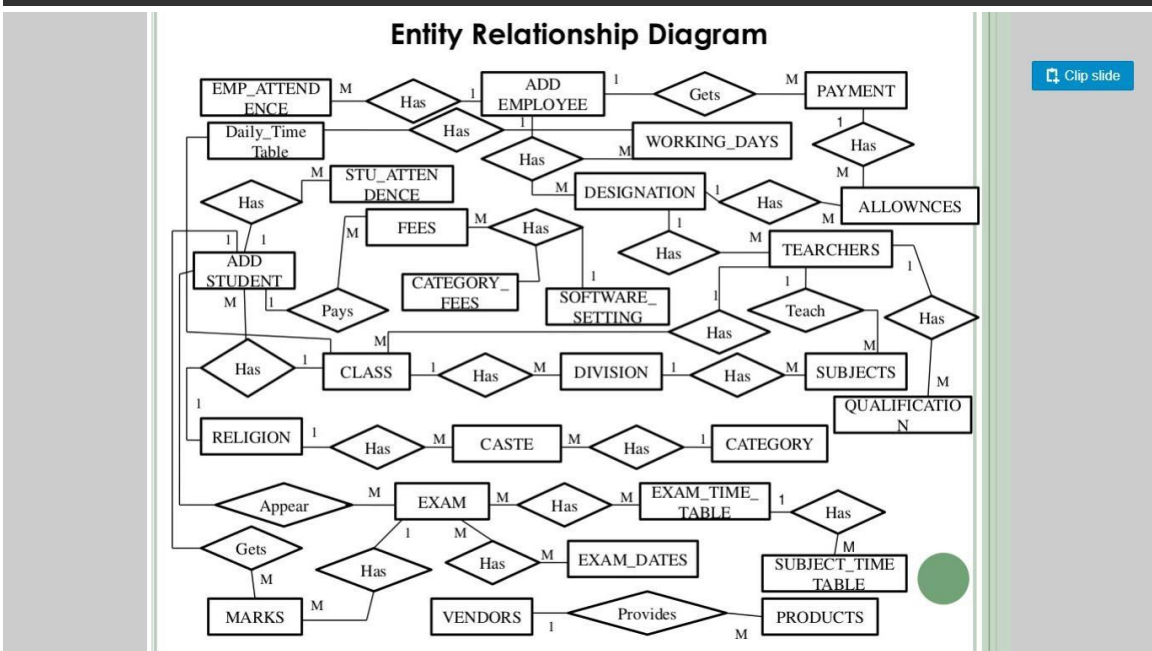 Entity Relationship Diagram
Clip slide
EMP_ATTEND
ENCE
M
Has
1
ADD
EMPLOYEE
1
Gets
M
PAYMENT
Daily_Time
Table
Has
1
WORKING_DAYS
1
Has
M
Has
M
STU_ATTEN
DENCE
M
DESIGNATION
1
Has
M
ALLOWNCES
M
Has
1
1
ADD
STUDENT
M
1
Pays
M
FEES
M
Has
CATEGORY_
FEES
1
SOFTWARE_
SETTING
1
Has
M
TEARCHERS
1
1
Teach
M
1
Has
M
QUALIFICATIO
N
1
Has
M
Has
1
CLASS
1
Has
M
DIVISION
1
Has
M
SUBJECTS
1
RELIGION
1
Has
M
CASTE
M
Has
1
CATEGORY
Appear
M
EXAM
M
Has
M
EXAM_TIME_
TABLE
1
Has
M
SUBJECT_TIME
TABLE
Gets
M
MARKS
M
Has
1
M
Has
M
EXAM_DATES
VENDORS
1
Provides
M
PRODUCTS